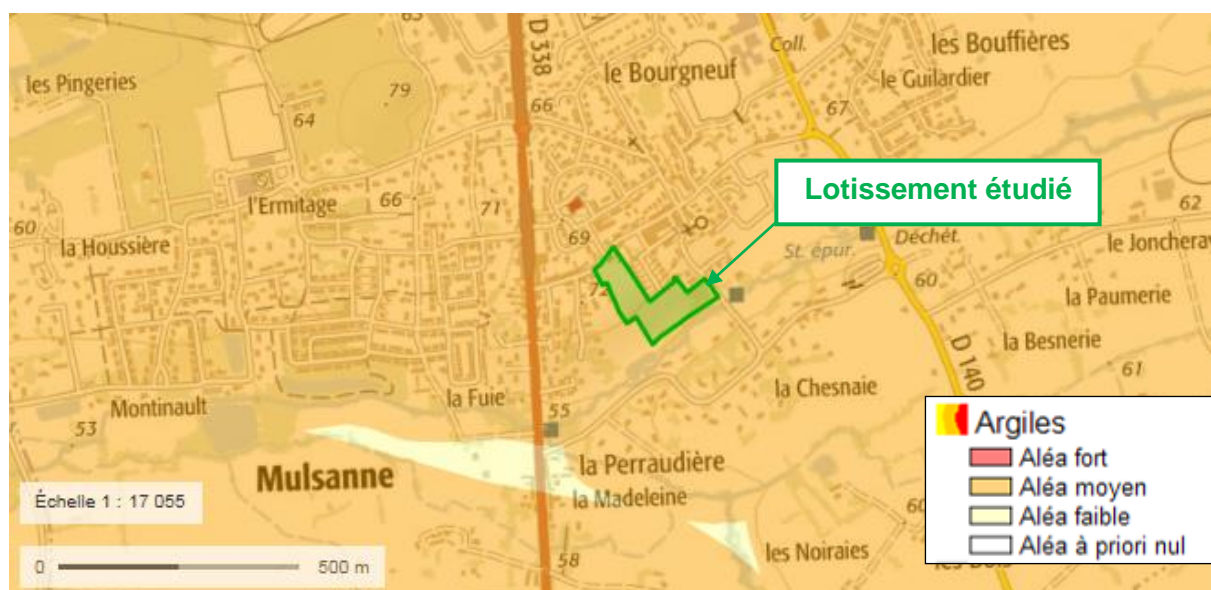 les Pingeries
79
64
D 338
66
le Bourgneuf
Coll.
les Bouffières
le Guilardier
67
Lotissement étudié
l'Ermitage
66
71
69
72
60
la Houssière
St. épur.
Déchét.
62
le Joncheray
60
la Paumerie
la Besnerie
61
D 140
la Chesnaie
Montinault
53
la Fuie
55
Mulsanne
la Perraudière
la Madeleine
58
les Noiraies
60
Échelle 1 : 17 055
0
500 m
Argiles
Aléa fort
Aléa moyen
Aléa faible
Aléa à priori nul